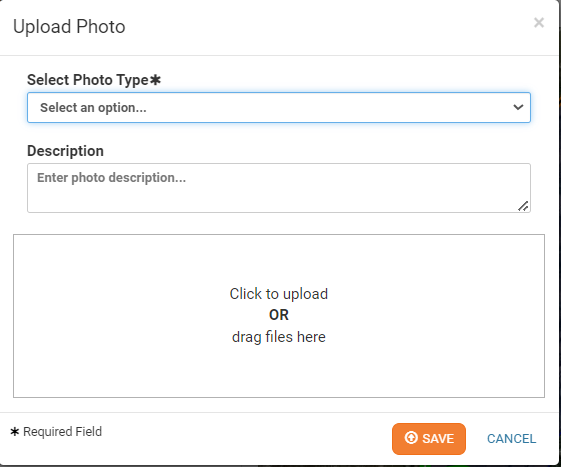 Upload Photo
×
Select Photo Type✱
Select an option...
Description
Enter photo description...
Click to upload
OR
drag files here
✱ Required Field
SAVE
CANCEL